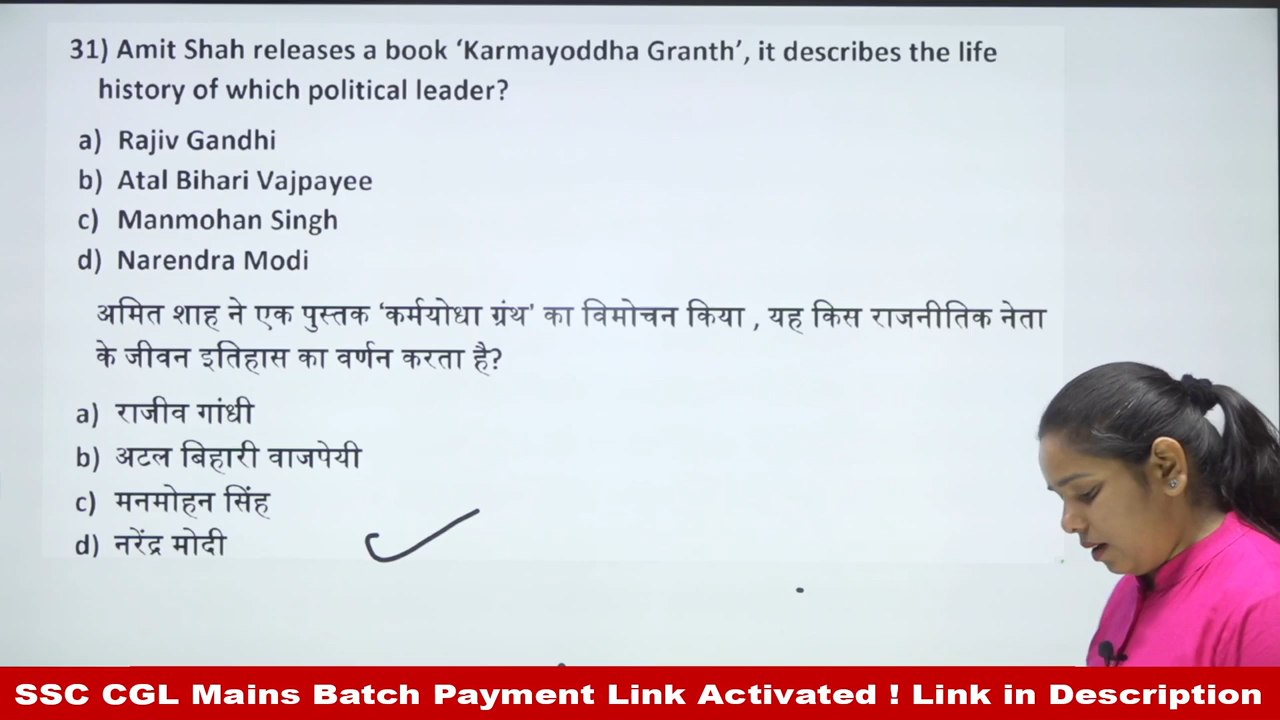 31) Amit Shah releases a book ‘Karmayoddha Granth’, it describes the life
history of which political leader?
a) Rajiv Gandhi
b) Atal Bihari Vajpayee
c) Manmohan Singh
d) Narendra Modi
अमित शाह ने एक पुस्तक ‘कर्मयोधा ग्रंथ’ का विमोचन किया , यह किस राजनीतिक नेता
के जीवन इतिहास का वर्णन करता है?
a) राजीव गांधी
b) अटल बिहारी वाजपेयी
c) मनमोहन सिंह
d) नरेंद्र मोदी
SSC CGL Mains Batch Payment Link Activated ! Link in Description